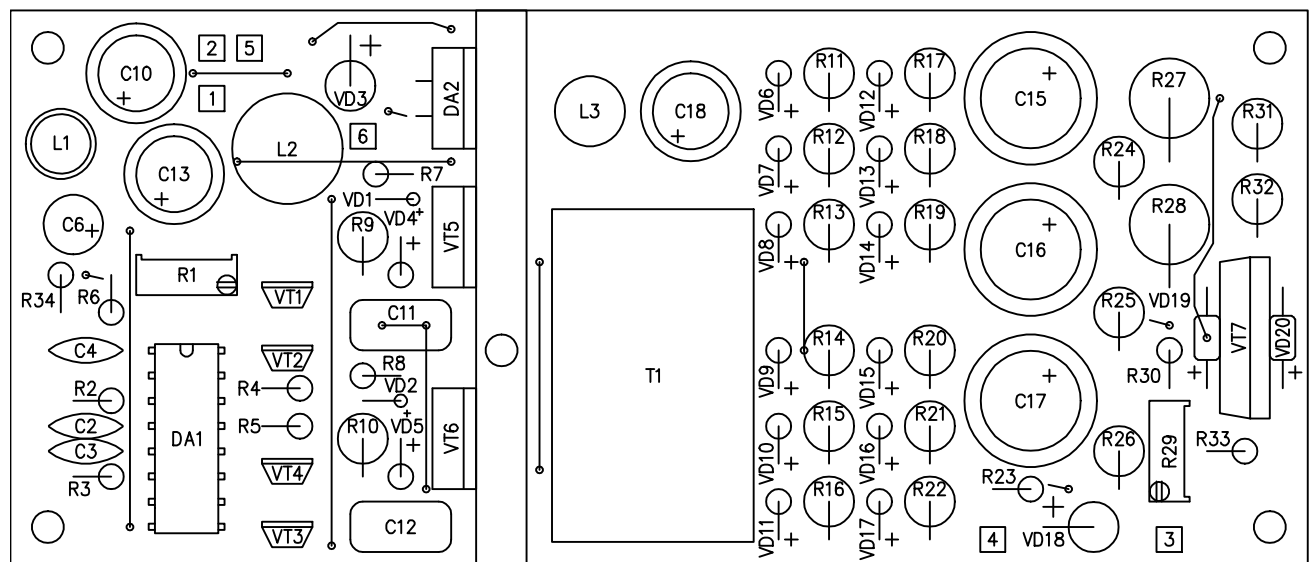 2 5
C10
+
1
VD3
+
DA2
6
L1
L2
C13
+
R7
VD1
VD4
+
+
C6
+
R9
VT5
R34
R6
R1
VT1
C11
C4
VT2
R8
R2
R4
VD2
+
VD5
+
C2
R5
R10
VT6
C3
DA1
R3
VT4
VT3
C12
L3
C18
+
T1
VD6
+
R11
VD12
+
R17
VD7
+
R12
VD13
+
R18
VD8
+
R13
VD14
+
R19
VD9
+
R14
VD15
+
R20
VD10
+
R15
VD16
+
R21
VD11
+
R16
VD17
+
R22
C15
+
C16
+
C17
+
R27
R24
R31
R28
R32
R25
VD19
+
VT7
VD20
+
R30
R26
R29
R33
R23
+
4
VD18
3